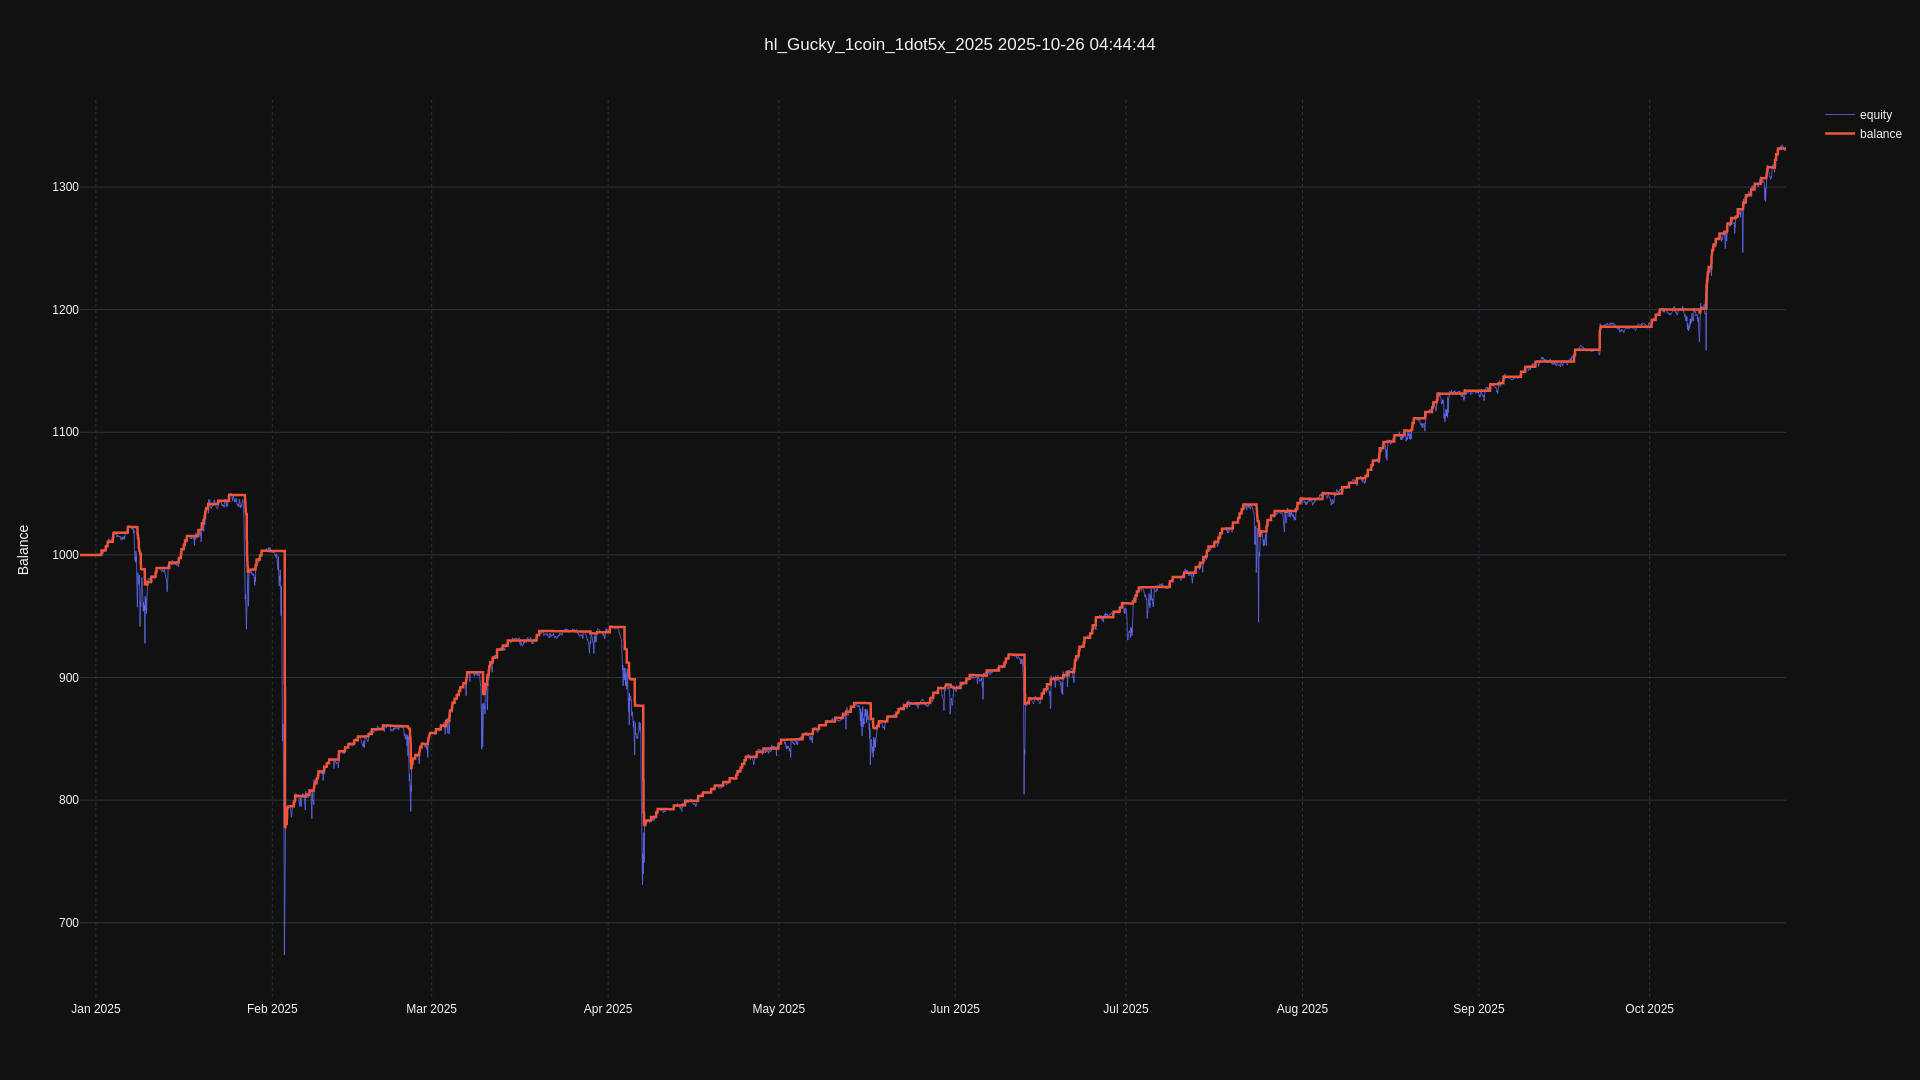 hl_Gucky_1coin_1dot5x_2025 2025-10-26 04:44:44
equity
balance
Balance
1300
1200
1100
1000
900
800
700
Jan 2025
Feb 2025
Mar 2025
Apr 2025
May 2025
Jun 2025
Jul 2025
Aug 2025
Sep 2025
Oct 2025